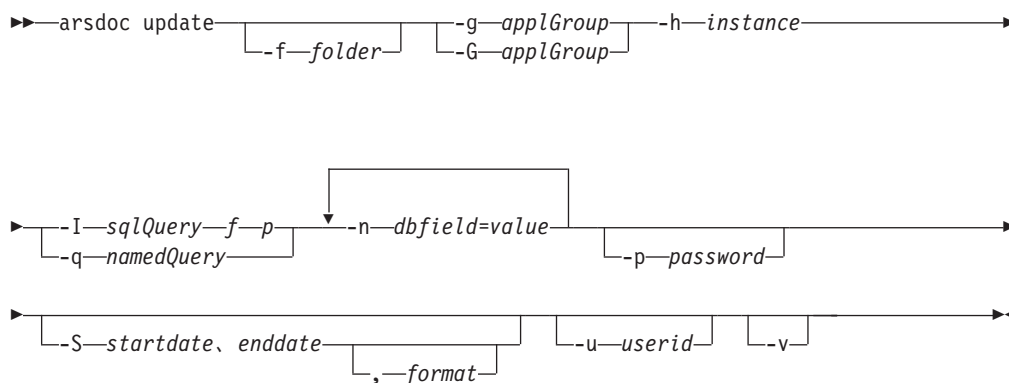 arsdoc update -f folder -g applGroup -G applGroup -h instance
-I sqlQuery f p -q namedQuery -n dbfield=value -p password
-S startdate、enddate , format -u userid -v